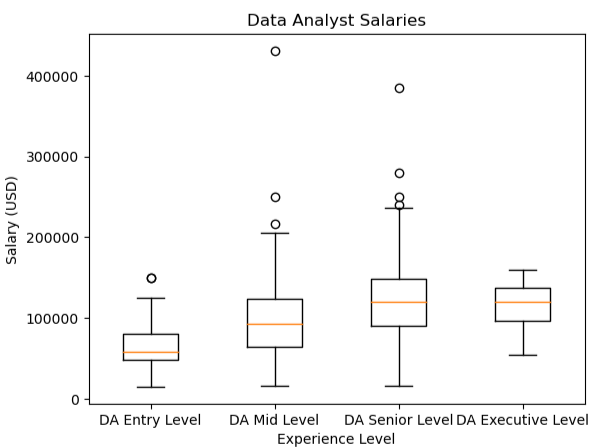 Data Analyst Salaries
400000
300000
200000
100000
0
Salary (USD)
DA Entry Level DA Mid Level DA Senior Level DA Executive Level
Experience Level